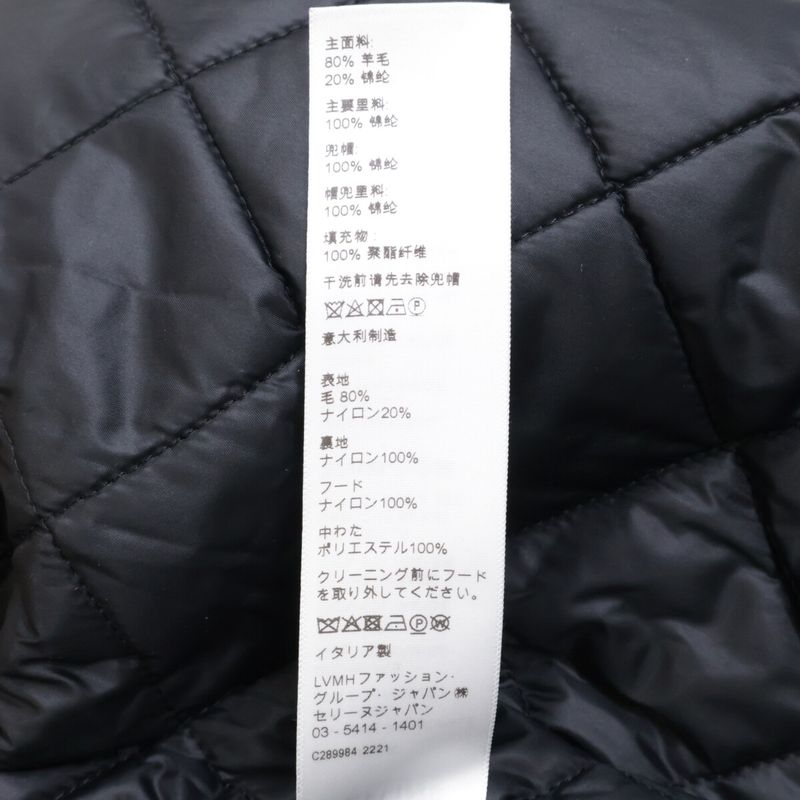 主面料:
80% 羊毛
20% 锦纶
主要里料:
100% 锦纶
兜帽:
100% 锦纶
帽兜里料:
100% 锦纶
填充物:
100% 聚脂纤维
干洗前请先去除兜帽
意大利制造
表地
毛 80%
ナイロン20%
裏地
ナイロン100%
フード
ナイロン100%
中わた
ポリエステル100%
クリーニング前にフード
を取り外してください。
イタリア製
LVMHファッション·
グループ· ジャパン㈱
セリーヌジャパン
03 - 5414 - 1401
C289984 2221